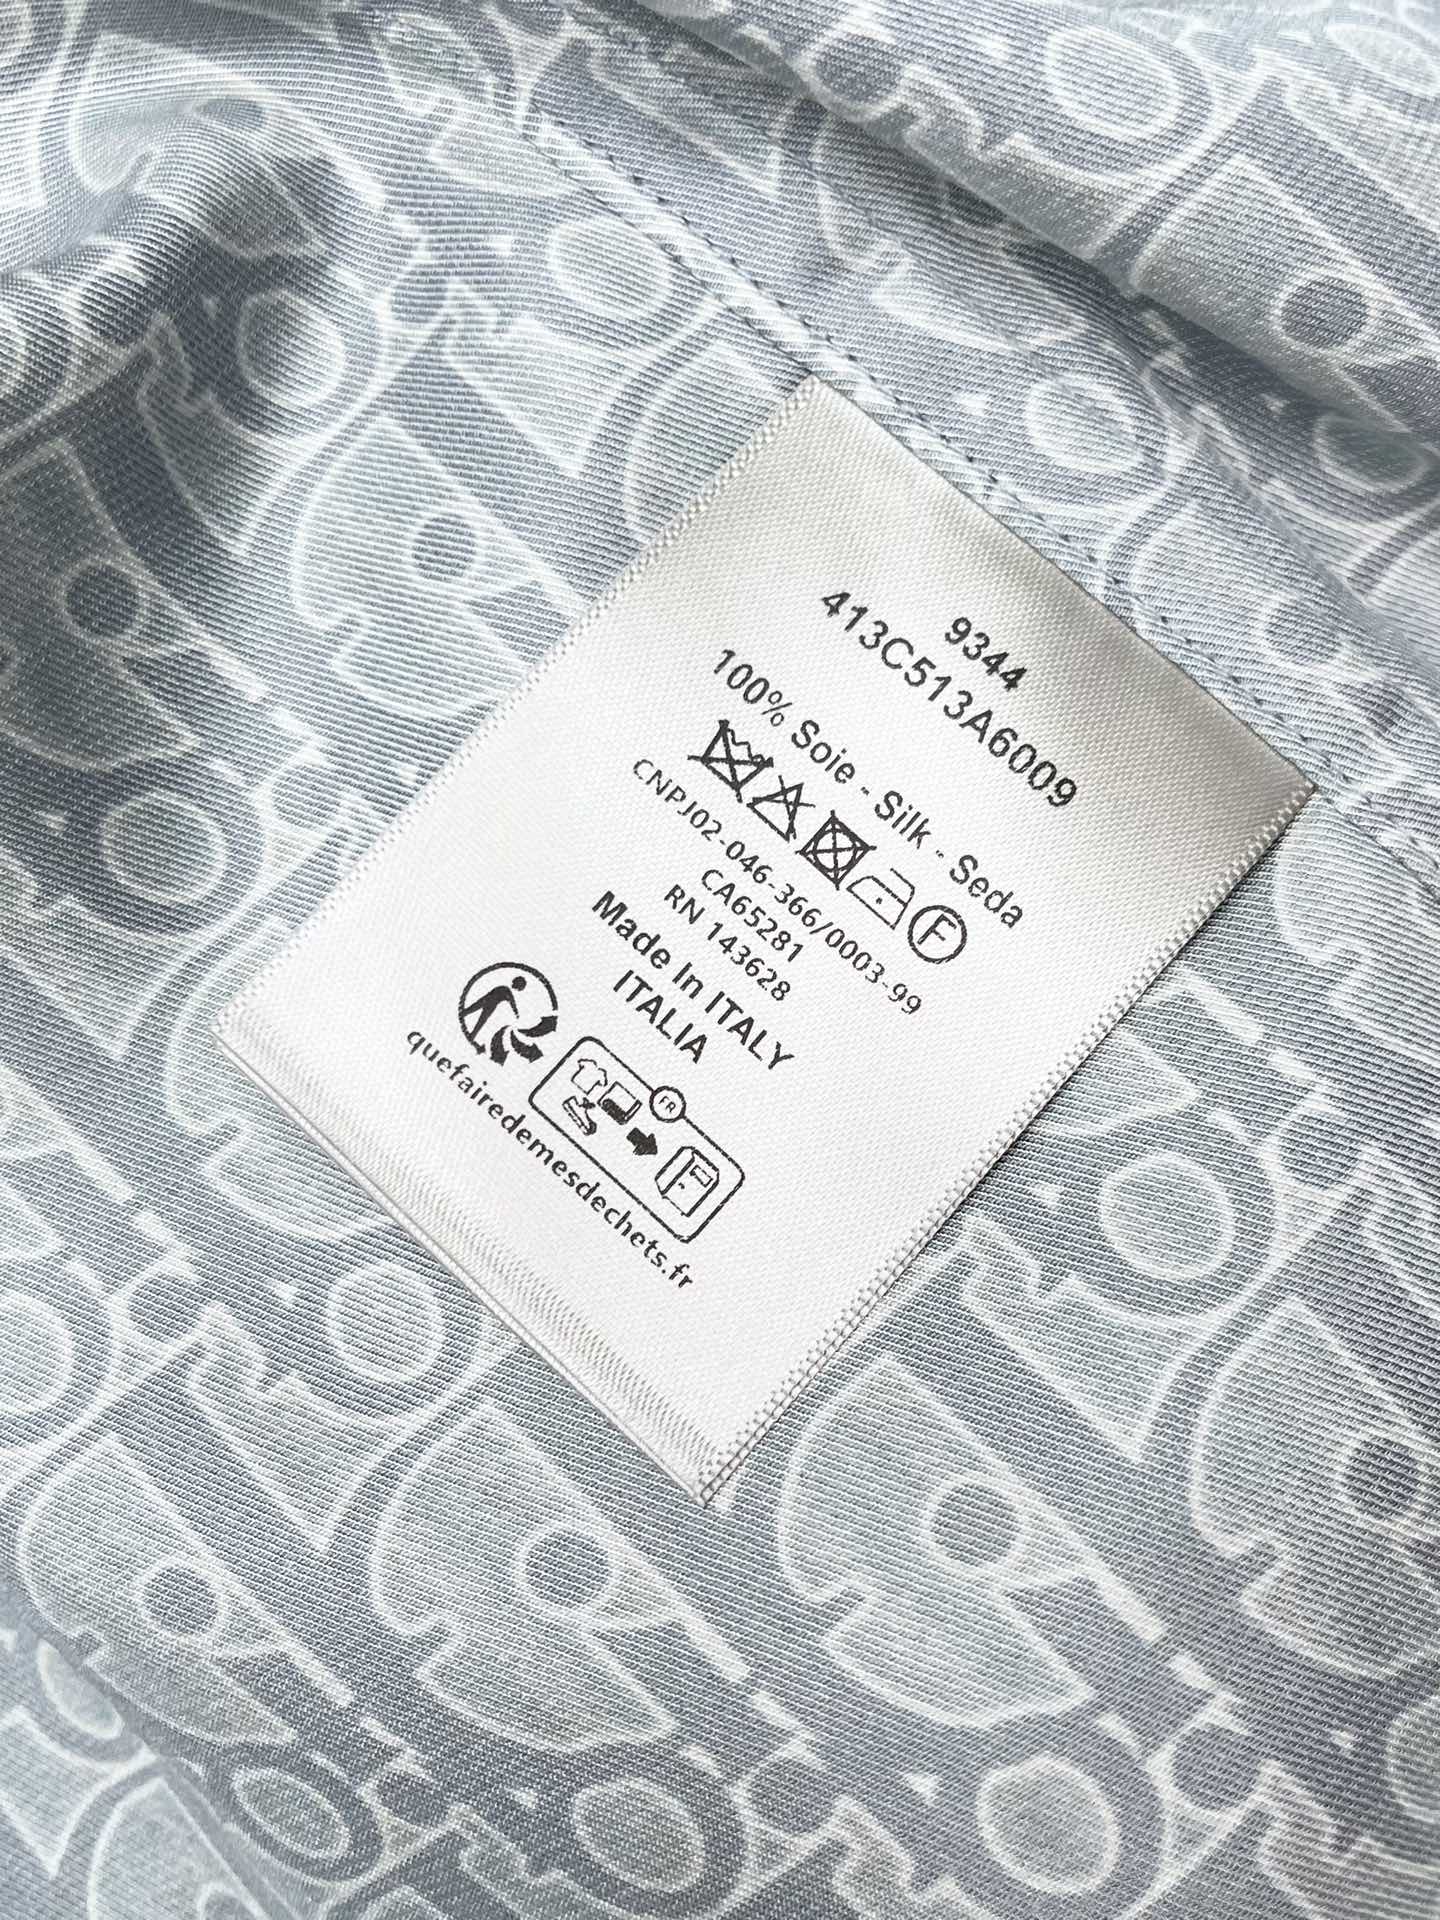 9344
413C513A6009
100% Soie - Silk - Seda
F
CNPJ02-046-366/0003-99
CA65281
RN 143628
Made In ITALY
ITALIA
FR
quefairedemesdechets.fr